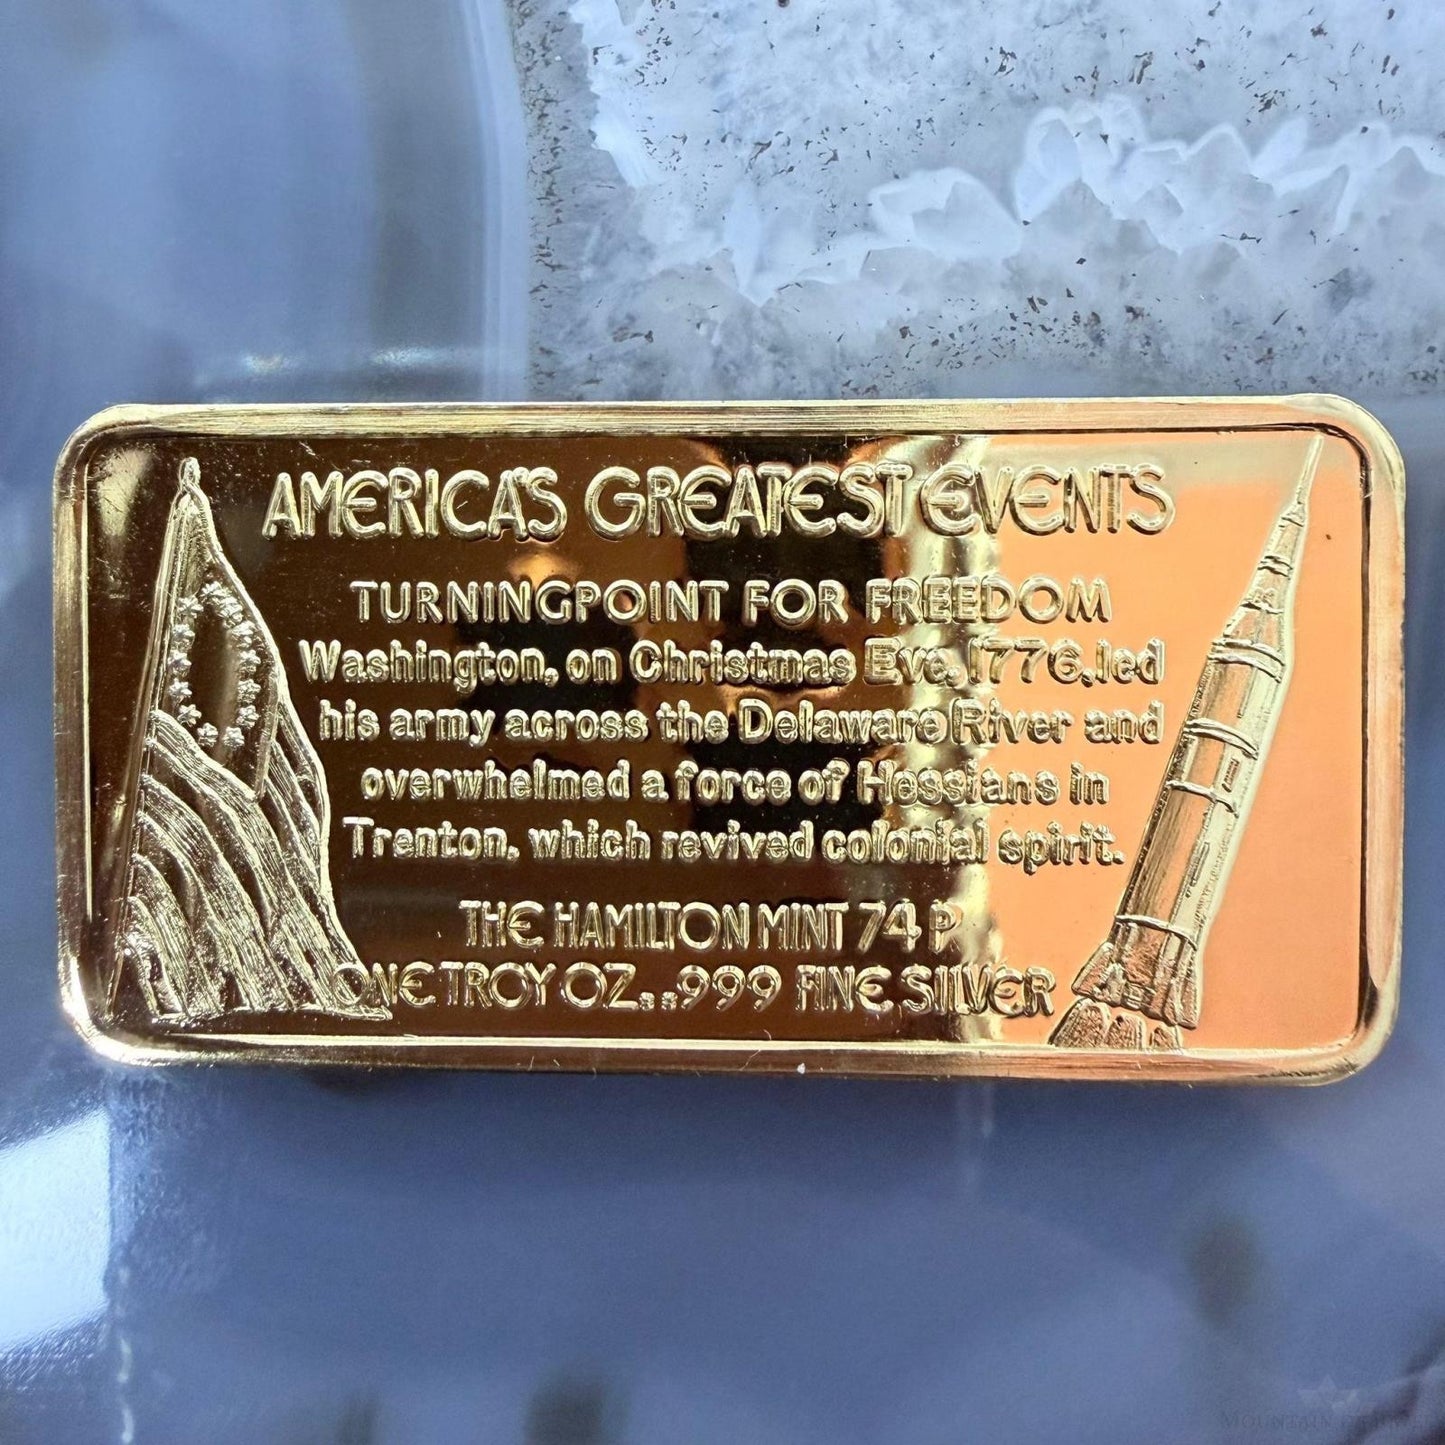 AMERICA'S GREATEST EVENTS
TURNINGPOINT FOR FREEDOM
Washington, on Christmas Eve, 1776, led
his army across the Delaware River and
overwhelmed a force of Hessians in
Trenton, which revived colonial spirit.
THE HAMILTON MINT 74 P
ONE TROY OZ. .999 FINE SILVER
MOUNTAIN